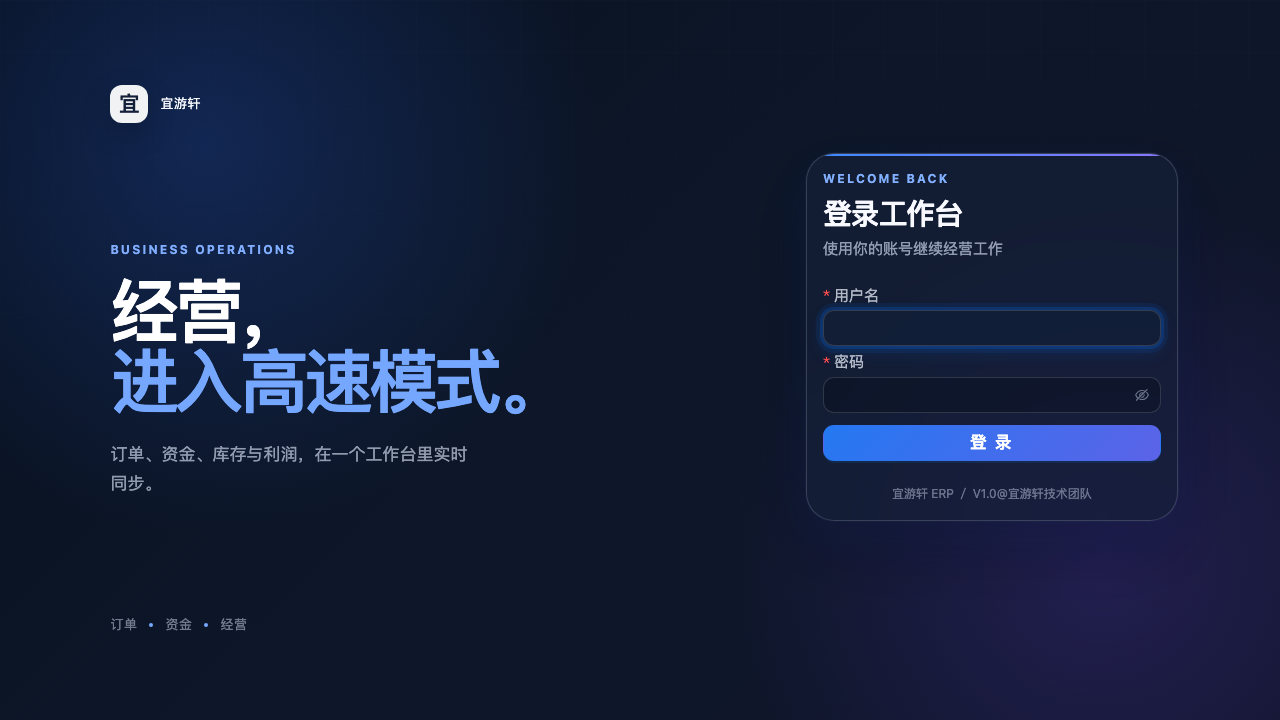 宜 宜游轩
BUSINESS OPERATIONS
经营，
进入高速模式。
订单、资金、库存与利润，在一个工作台里实时
同步。
订单 • 资金 • 经营
WELCOME BACK
登录工作台
使用你的账号继续经营工作
* 用户名
* 密码
登 录
宜游轩 ERP / V1.0@宜游轩技术团队